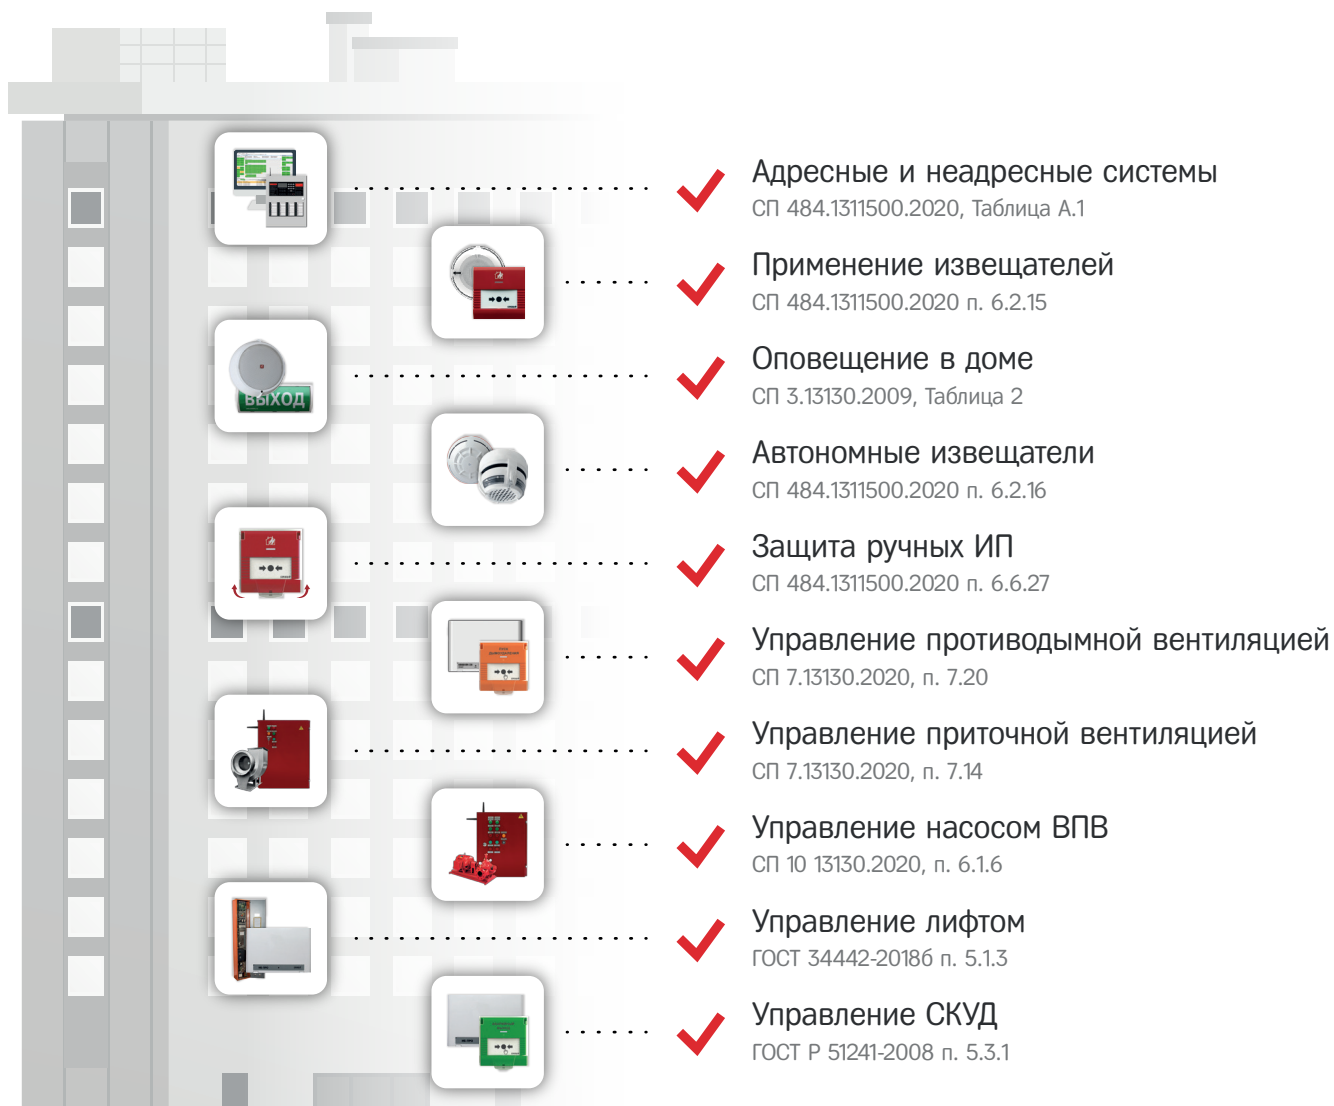 Адресные и неадресные системы
СП 484.1311500.2020, Таблица А.1
Применение извещателей
СП 484.1311500.2020 п. 6.2.15
Оповещение в доме
СП 3.13130.2009, Таблица 2
ВЫХОД
Автономные извещатели
СП 484.1311500.2020 п. 6.2.16
Защита ручных ИП
СП 484.1311500.2020 п. 6.6.27
Управление противодымной вентиляцией
СП 7.13130.2020, п. 7.20
Управление приточной вентиляцией
СП 7.13130.2020, п. 7.14
Управление насосом ВПВ
СП 10 13130.2020, п. 6.1.6
Управление лифтом
ГОСТ 34442-2018б п. 5.1.3
Управление СКУД
ГОСТ Р 51241-2008 п. 5.3.1